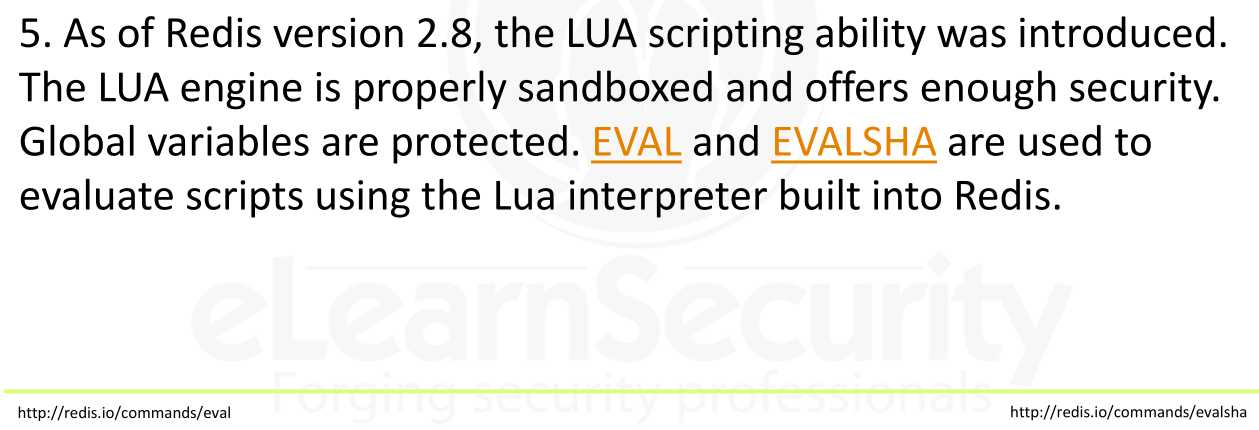 5. As of Redis version 2.8, the LUA scripting ability was introduced.
The LUA engine is properly sandboxed and offers enough security.
Global variables are protected. EVAL and EVALSHA are used to
evaluate scripts using the Lua interpreter built into Redis.
eLearnSecurity
Forging security professionals
http://redis.io/commands/eval
http://redis.io/commands/evalsha